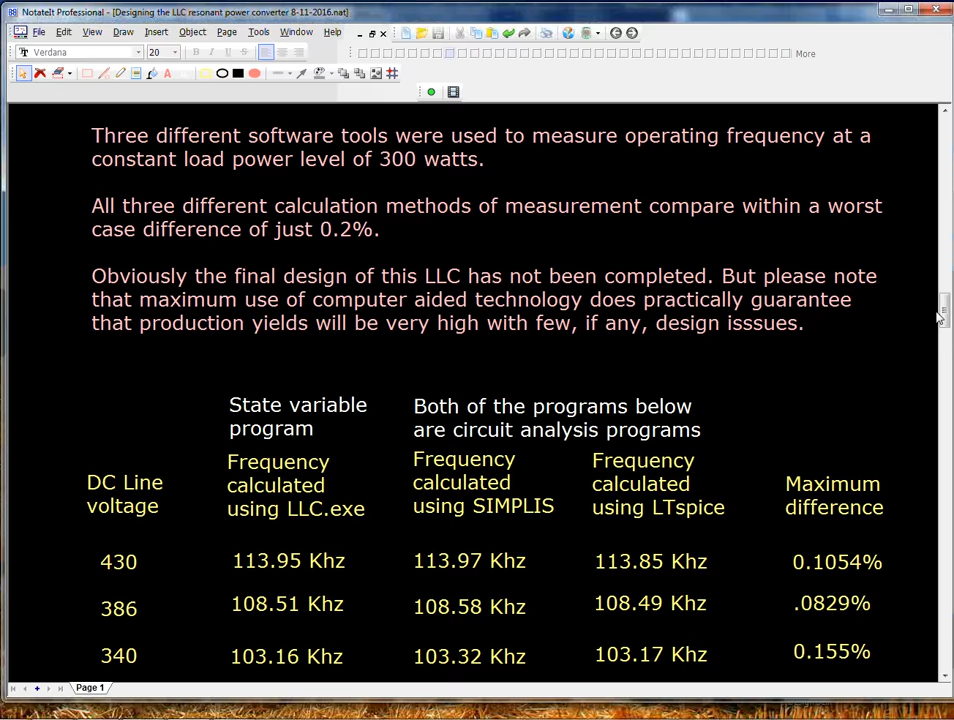 NotateIt Professional - [Designing the LLC resonant power converter 8-11-2016.nat]
File Edit View Draw Insert Object Page Tools Window Help
Verdana 20 B I U S
More
Three different software tools were used to measure operating frequency at a
constant load power level of 300 watts.
All three different calculation methods of measurement compare within a worst
case difference of just 0.2%.
Obviously the final design of this LLC has not been completed. But please note
that maximum use of computer aided technology does practically guarantee
that production yields will be very high with few, if any, design isssues.
State variable
program
Both of the programs below
are circuit analysis programs
DC Line
voltage
Frequency
calculated
using LLC.exe
Frequency
calculated
using SIMPLIS
Frequency
calculated
using LTspice
Maximum
difference
430 113.95 Khz 113.97 Khz 113.85 Khz 0.1054%
386 108.51 Khz 108.58 Khz 108.49 Khz .0829%
340 103.16 Khz 103.32 Khz 103.17 Khz 0.155%
Page 1